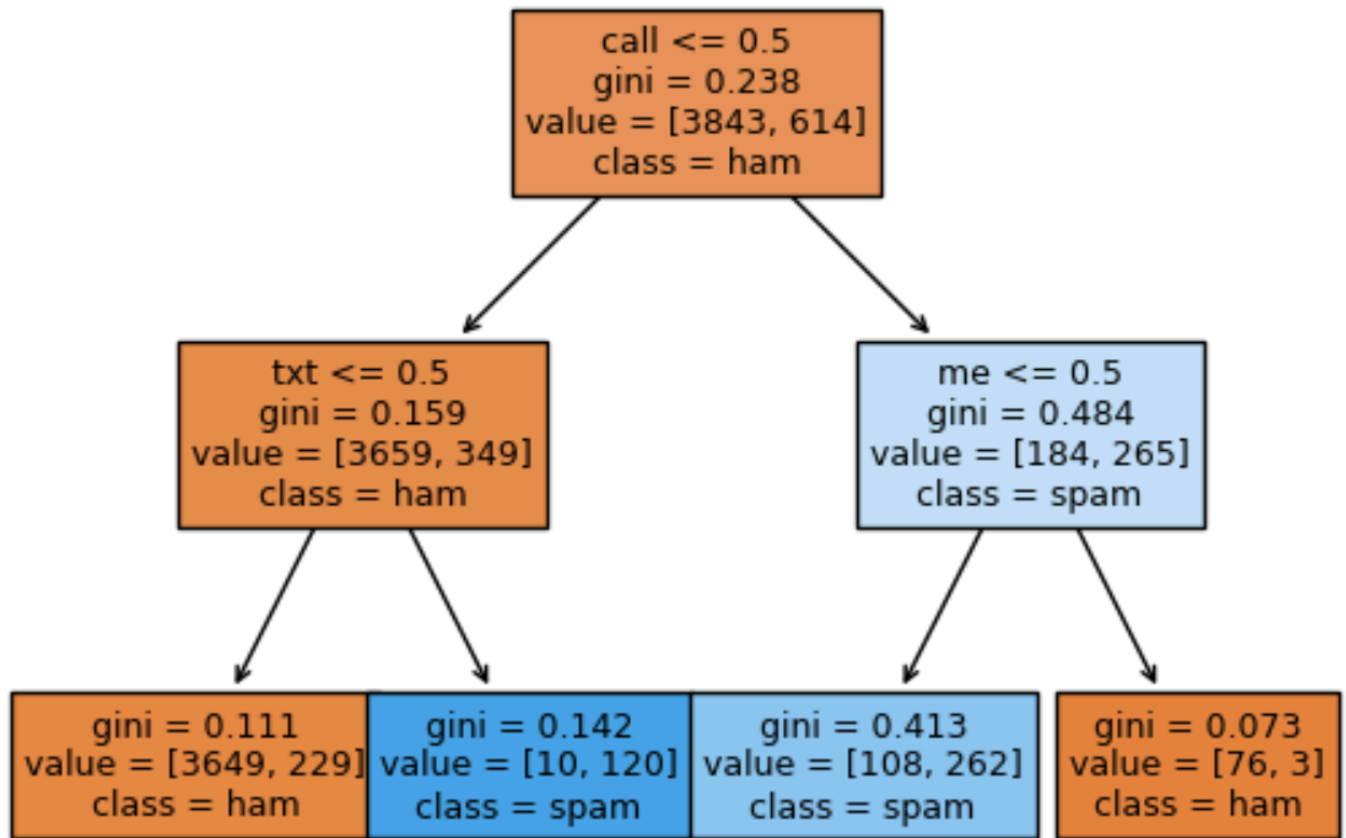 call <= 0.5
gini = 0.238
value = [3843, 614]
class = ham
txt <= 0.5
gini = 0.159
value = [3659, 349]
class = ham
me <= 0.5
gini = 0.484
value = [184, 265]
class = spam
gini = 0.111
value = [3649, 229]
class = ham
gini = 0.142
value = [10, 120]
class = spam
gini = 0.413
value = [108, 262]
class = spam
gini = 0.073
value = [76, 3]
class = ham